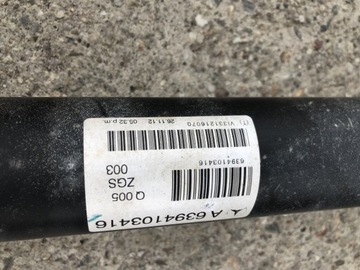 A 6394103416
Q 005
ZGS
003
6394103416
(T) V1331216070
26.11.12 05:32 p.m